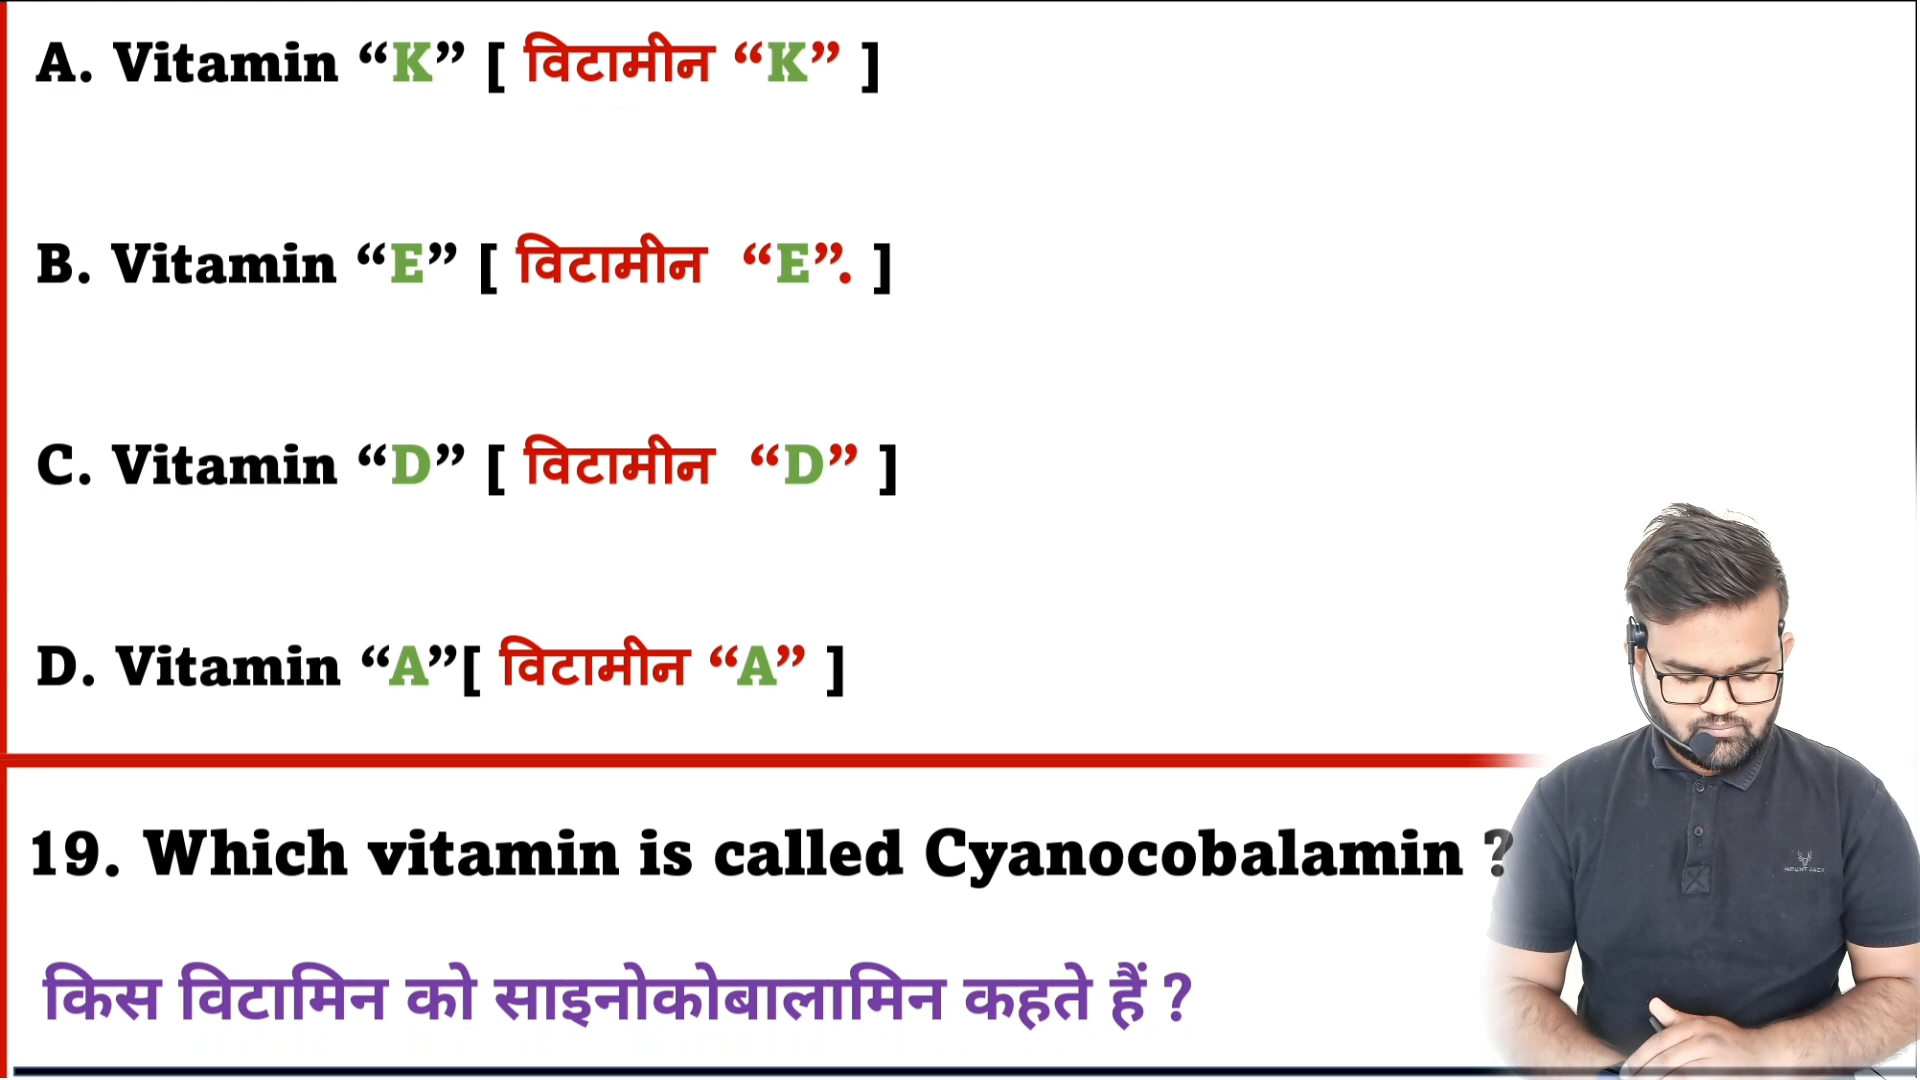 A. Vitamin “K” [ विटामीन “K” ]
B. Vitamin “E” [ विटामीन “E”. ]
C. Vitamin “D” [ विटामीन “D” ]
D. Vitamin “A”[ विटामीन “A” ]
19. Which vitamin is called Cyanocobalamin ?
किस विटामिन को साइनोकोबालामिन कहते हैं ?